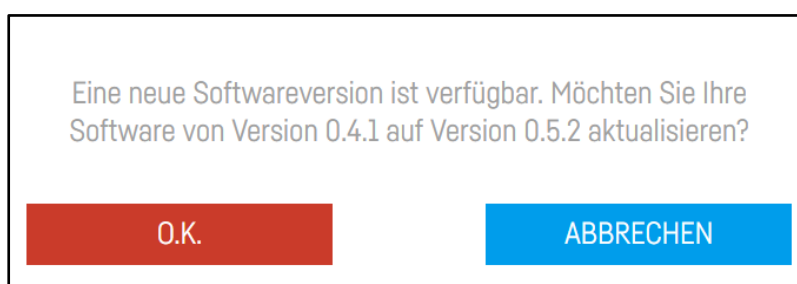 Eine neue Softwareversion ist verfügbar. Möchten Sie Ihre
Software von Version 0.4.1 auf Version 0.5.2 aktualisieren?
O.K.
ABBRECHEN